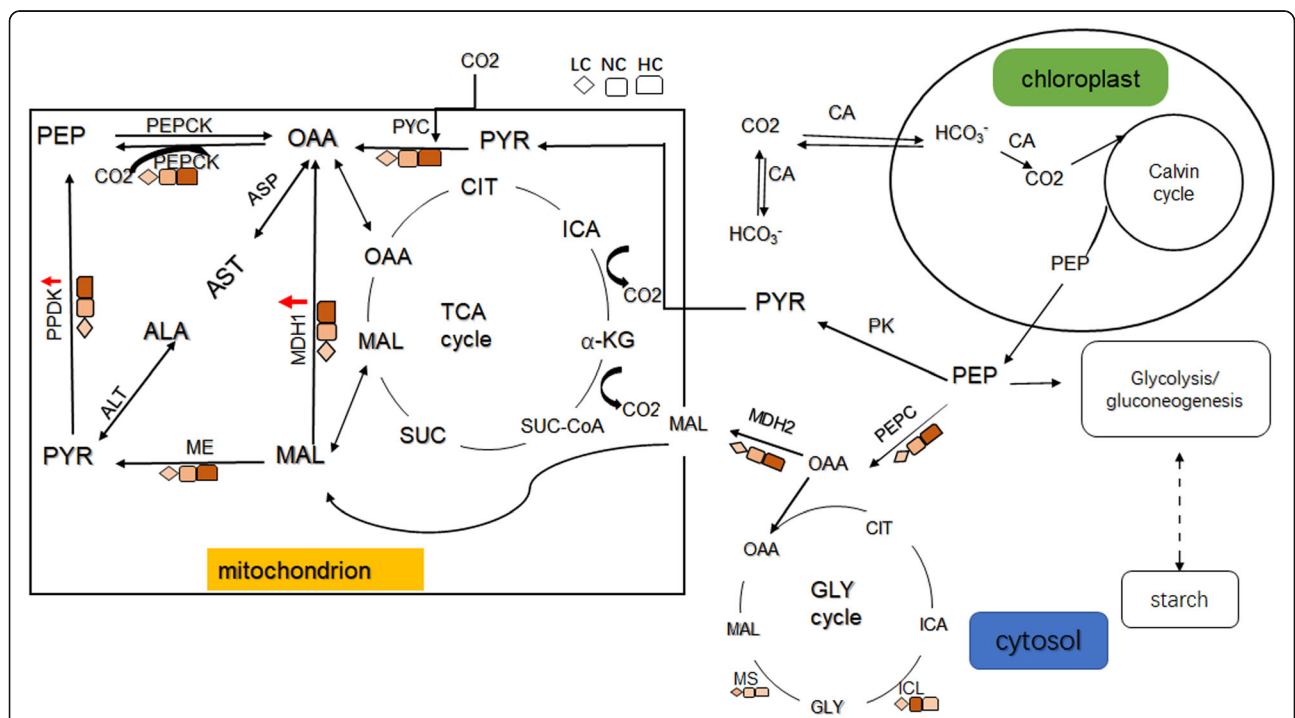 CO2
LC NC HC
chloroplast
PEP
PEPCK
OAA
PYC
PYR
CO2
PEPCK
CO2
CA
HCO₃⁻
CA
CO2
Calvin
cycle
CA
HCO₃⁻
PEP
ASP
AST
CIT
ICA
OAA
CO2
TCA
cycle
MAL
α-KG
CO2
SUC
SUC-CoA
PPDK
MDH1
ALA
ALT
PYR
ME
MAL
MAL
PYR
PK
PEP
Glycolysis/
gluconeogenesis
MDH2
PEPC
OAA
mitochondrion
OAA
CIT
GLY
cycle
MAL
ICA
MS
ICL
GLY
cytosol
starch